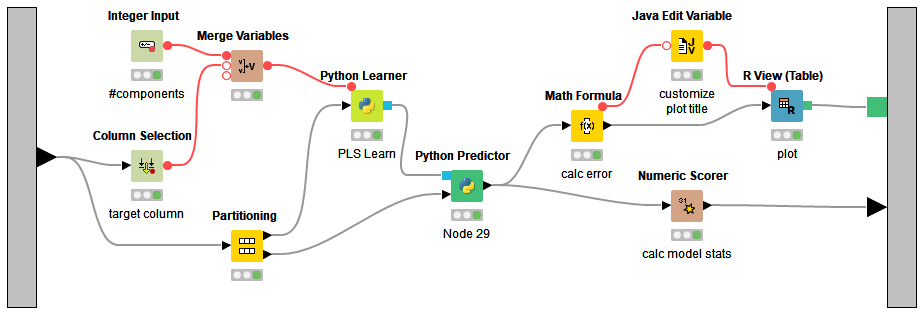 Integer Input
#components
Merge Variables
v
v ]+V
Column Selection
target column
Partitioning
Python Learner
PLS Learn
Python Predictor
Node 29
Math Formula
f(x)
calc error
Java Edit Variable
J
V
customize
plot title
R View (Table)
R
plot
Numeric Scorer
calc model stats